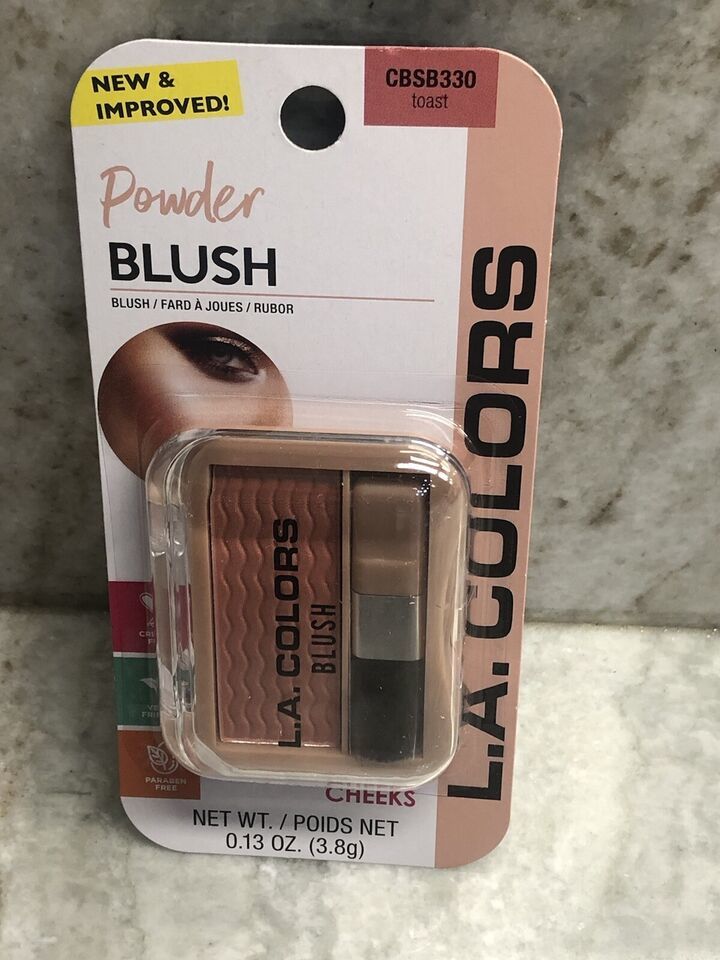 NEW &
IMPROVED!
CBSB330
toast
Powder
BLUSH
BLUSH / FARD À JOUES / RUBOR
L.A. COLORS
L.A. COLORS
BLUSH
PARABEN
FREE
CHEEKS
NET WT. / POIDS NET
0.13 OZ. (3.8g)